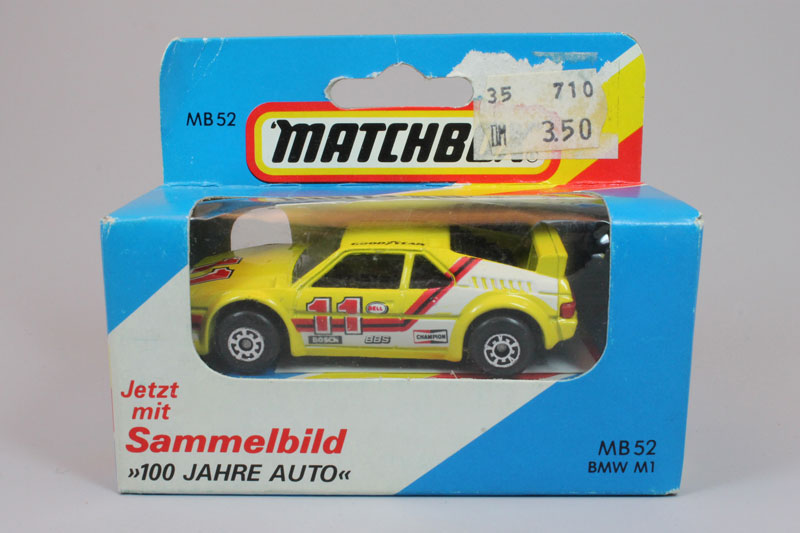 MB 52
35 710
DM 3.50
MATCHBOX
GOODYEAR
11
BELL
BOSCH
BBS
CHAMPION
Jetzt
mit
Sammelbild
»100 JAHRE AUTO«
MB 52
BMW M1